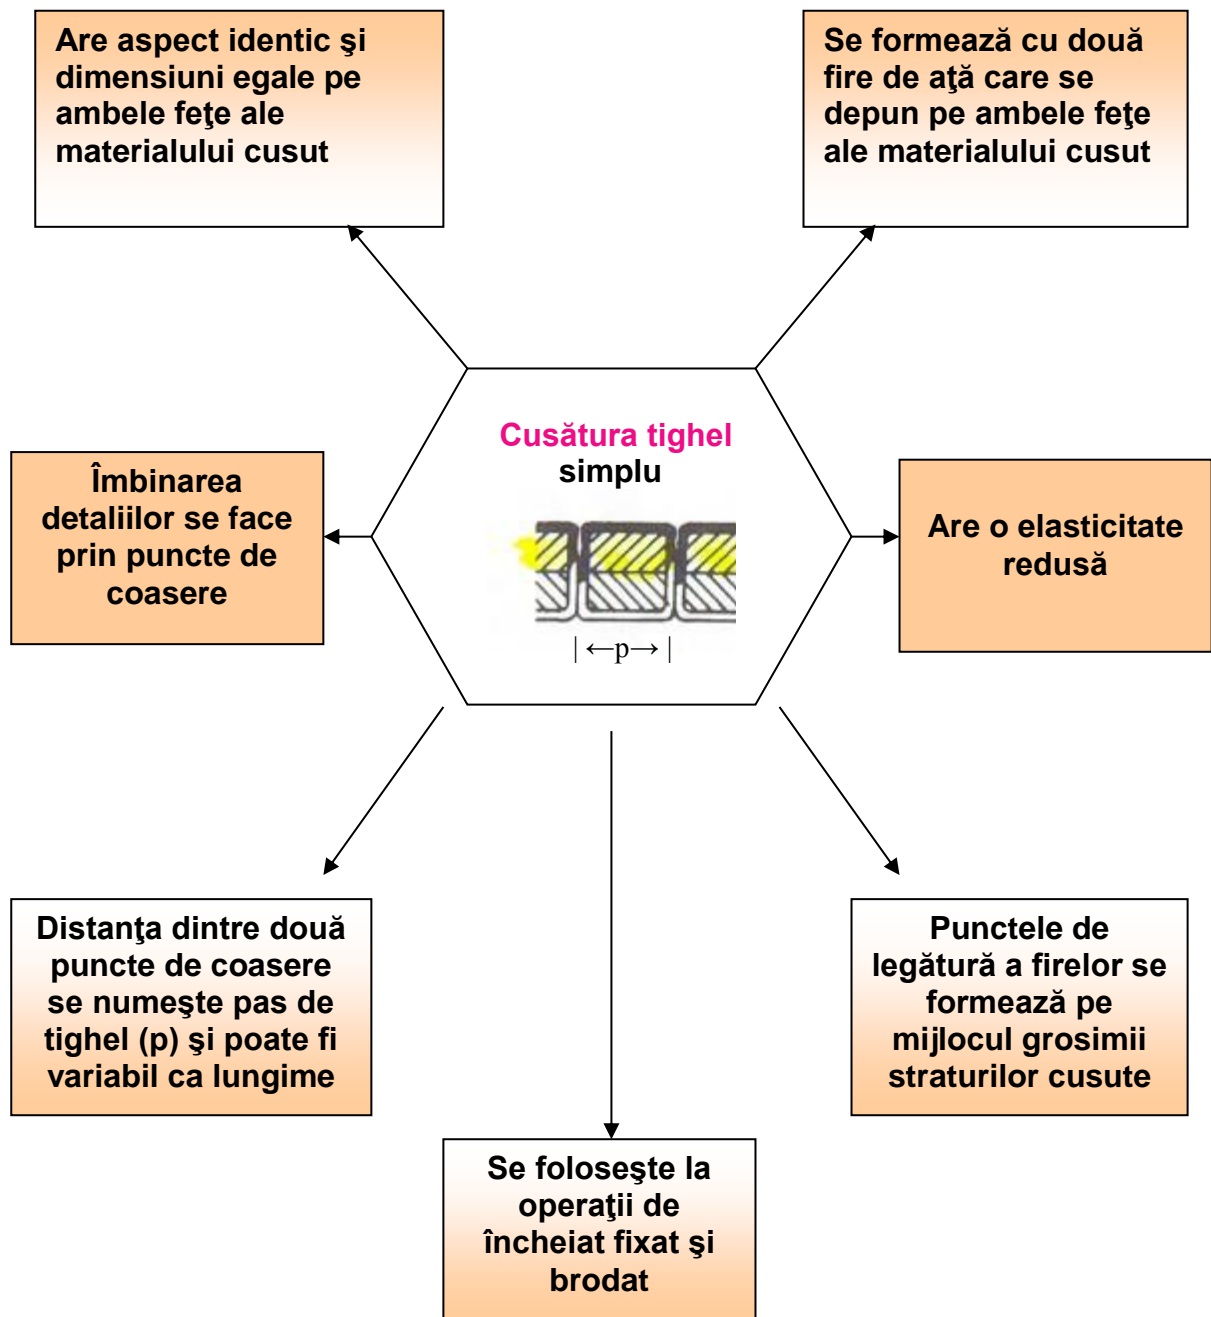 Are aspect identic şi
dimensiuni egale pe
ambele feţe ale
materialului cusut
Se formează cu două
fire de aţă care se
depun pe ambele feţe
ale materialului cusut
Cusătura tighel
simplu
| ←p→ |
Îmbinarea
detaliilor se face
prin puncte de
coasere
Are o elasticitate
redusă
Distanţa dintre două
puncte de coasere
se numeşte pas de
tighel (p) şi poate fi
variabil ca lungime
Punctele de
legătură a firelor se
formează pe
mijlocul grosimii
straturilor cusute
Se foloseşte la
operaţii de
încheiat fixat şi
brodat